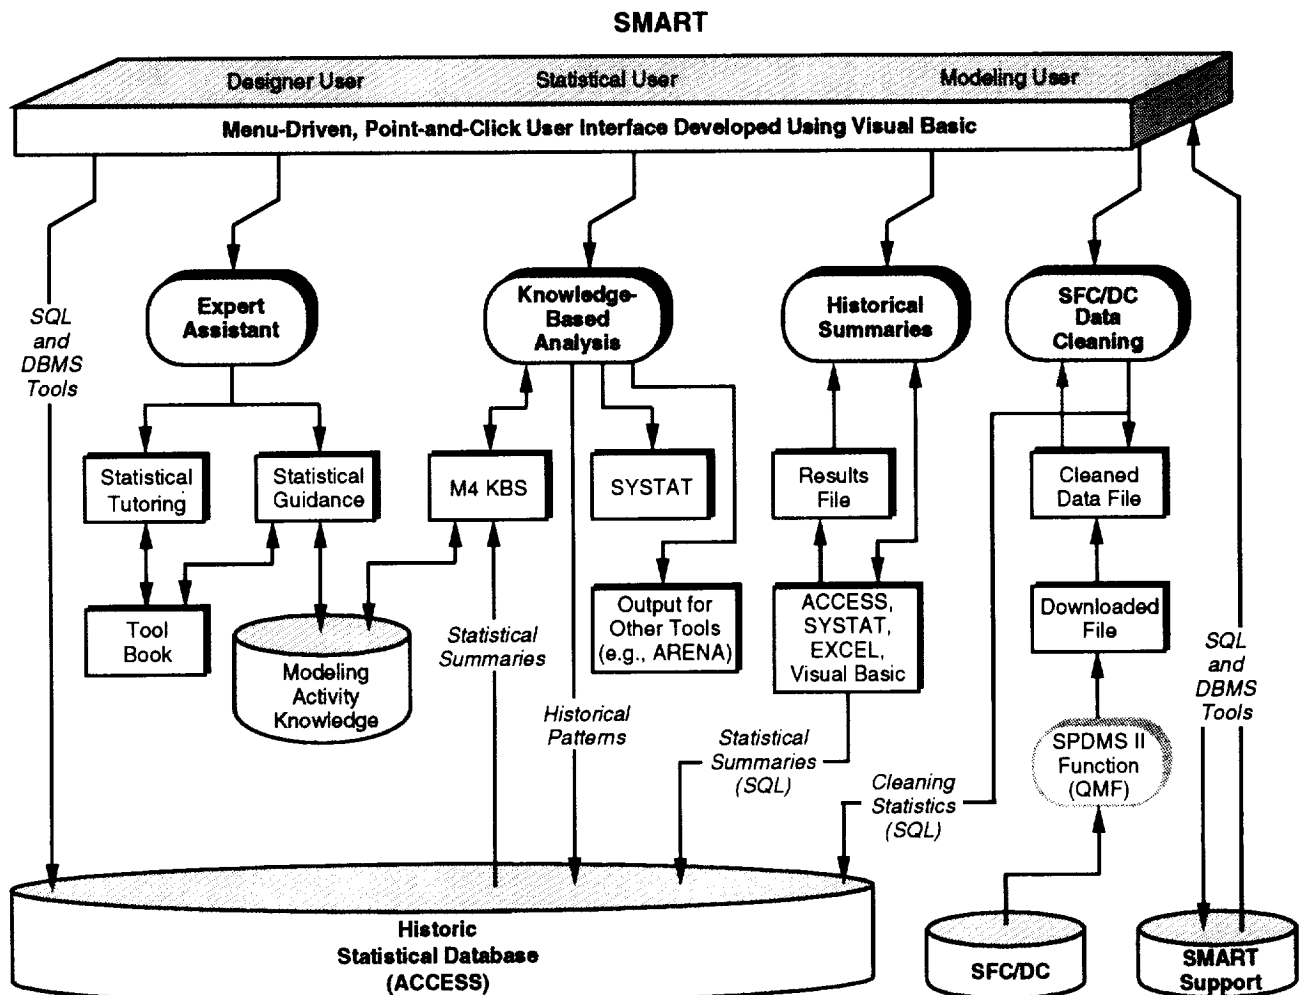 SMART
Designer User
Statistical User
Modeling User
Menu-Driven, Point-and-Click User Interface Developed Using Visual Basic
SQL
and
DBMS
Tools
Expert
Assistant
Knowledge-
Based
Analysis
Historical
Summaries
SFC/DC
Data
Cleaning
Statistical
Tutoring
Statistical
Guidance
M4 KBS
SYSTAT
Results
File
Cleaned
Data File
Tool
Book
Modeling
Activity
Knowledge
Statistical
Summaries
Output for
Other Tools
(e.g., ARENA)
ACCESS,
SYSTAT,
EXCEL,
Visual Basic
Downloaded
File
Historical
Patterns
Statistical
Summaries
(SQL)
Cleaning
Statistics
(SQL)
SPDMS II
Function
(QMF)
SQL
and
DBMS
Tools
Historic
Statistical Database
(ACCESS)
SFC/DC
SMART
Support